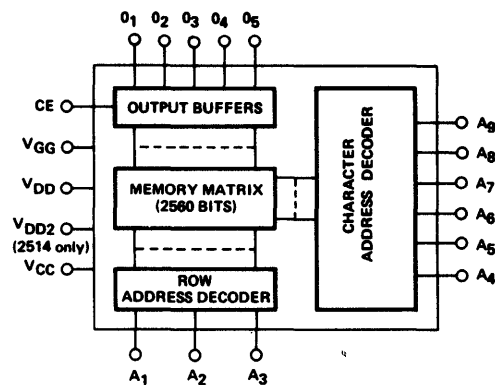 O1 O2 O3 O4 O5
CE
OUTPUT BUFFERS
VGG
VDD
MEMORY MATRIX
(2560 BITS)
VDD2
(2514 only)
VCC
ROW
ADDRESS DECODER
CHARACTER
ADDRESS DECODER
A9
A8
A7
A6
A5
A4
A1 A2 A3